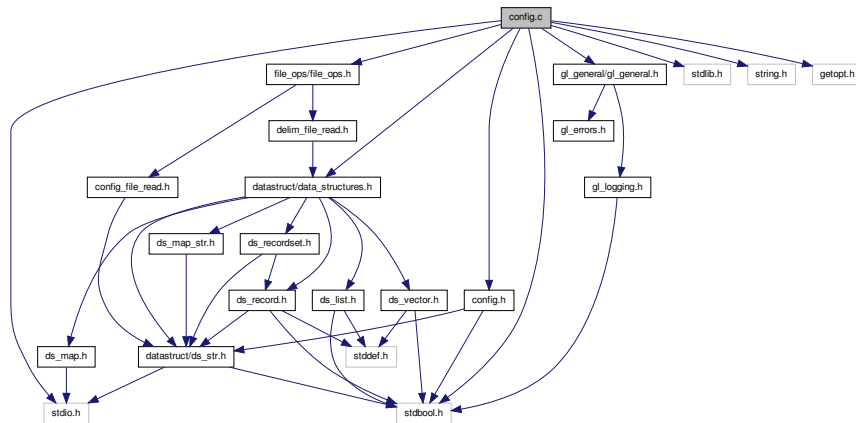 config.c
file_ops/file_ops.h
gl_general/gl_general.h
stdlib.h
string.h
getopt.h
delim_file_read.h
gl_errors.h
config_file_read.h
datastruct/data_structures.h
gl_logging.h
ds_map_str.h
ds_recordset.h
ds_record.h
ds_list.h
ds_vector.h
config.h
ds_map.h
datastruct/ds_str.h
stddef.h
stdio.h
stdbool.h